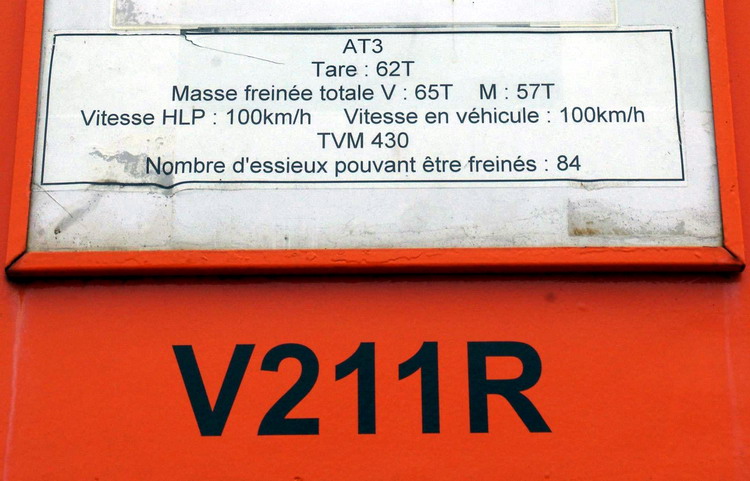 AT3
Tare : 62T
Masse freinée totale V : 65T M : 57T
Vitesse HLP : 100km/h Vitesse en véhicule : 100km/h
TVM 430
Nombre d'essieux pouvant être freinés : 84
V211R